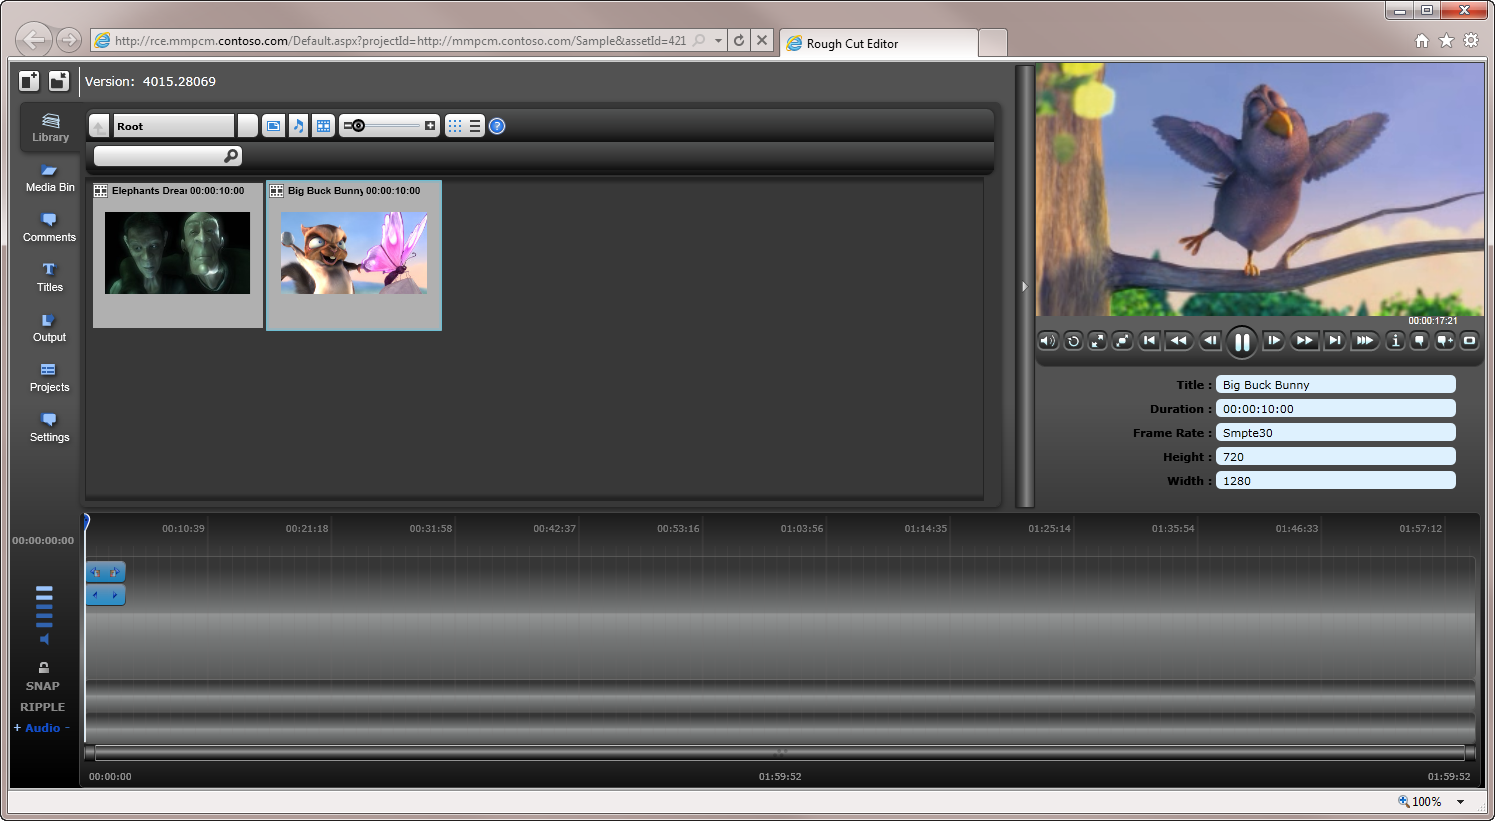 http://rce.mmpcm.contoso.com/Default.aspx?projectId=http://mmpcm.contoso.com/Sample&assetId=421
Rough Cut Editor
Version: 4015.28069
Library
Root
Media Bin
Comments
Titles
Output
Projects
Settings
Elephants Drea 00:00:10:00
Big Buck Bunny 00:00:10:00
00:00:17:21
Title : Big Buck Bunny
Duration : 00:00:10:00
Frame Rate : Smpte30
Height : 720
Width : 1280
00:10:39 00:21:18 00:31:58 00:42:37 00:53:16 01:03:56 01:14:35 01:25:14 01:35:54 01:46:33 01:57:12
00:00:00:00
SNAP
RIPPLE
+ Audio -
00:00:00 01:59:52 01:59:52
100%